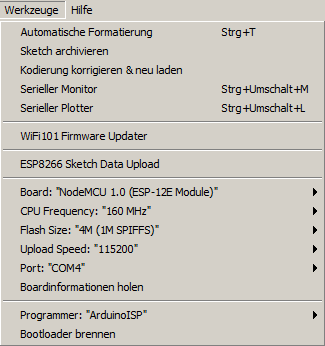 Werkzeuge Hilfe
Automatische Formatierung Strg+T
Sketch archivieren
Kodierung korrigieren & neu laden
Serieller Monitor Strg+Umschalt+M
Serieller Plotter Strg+Umschalt+L
WiFi101 Firmware Updater
ESP8266 Sketch Data Upload
Board: "NodeMCU 1.0 (ESP-12E Module)"
CPU Frequency: "160 MHz"
Flash Size: "4M (1M SPIFFS)"
Upload Speed: "115200"
Port: "COM4"
Boardinformationen holen
Programmer: "ArduinoISP"
Bootloader brennen